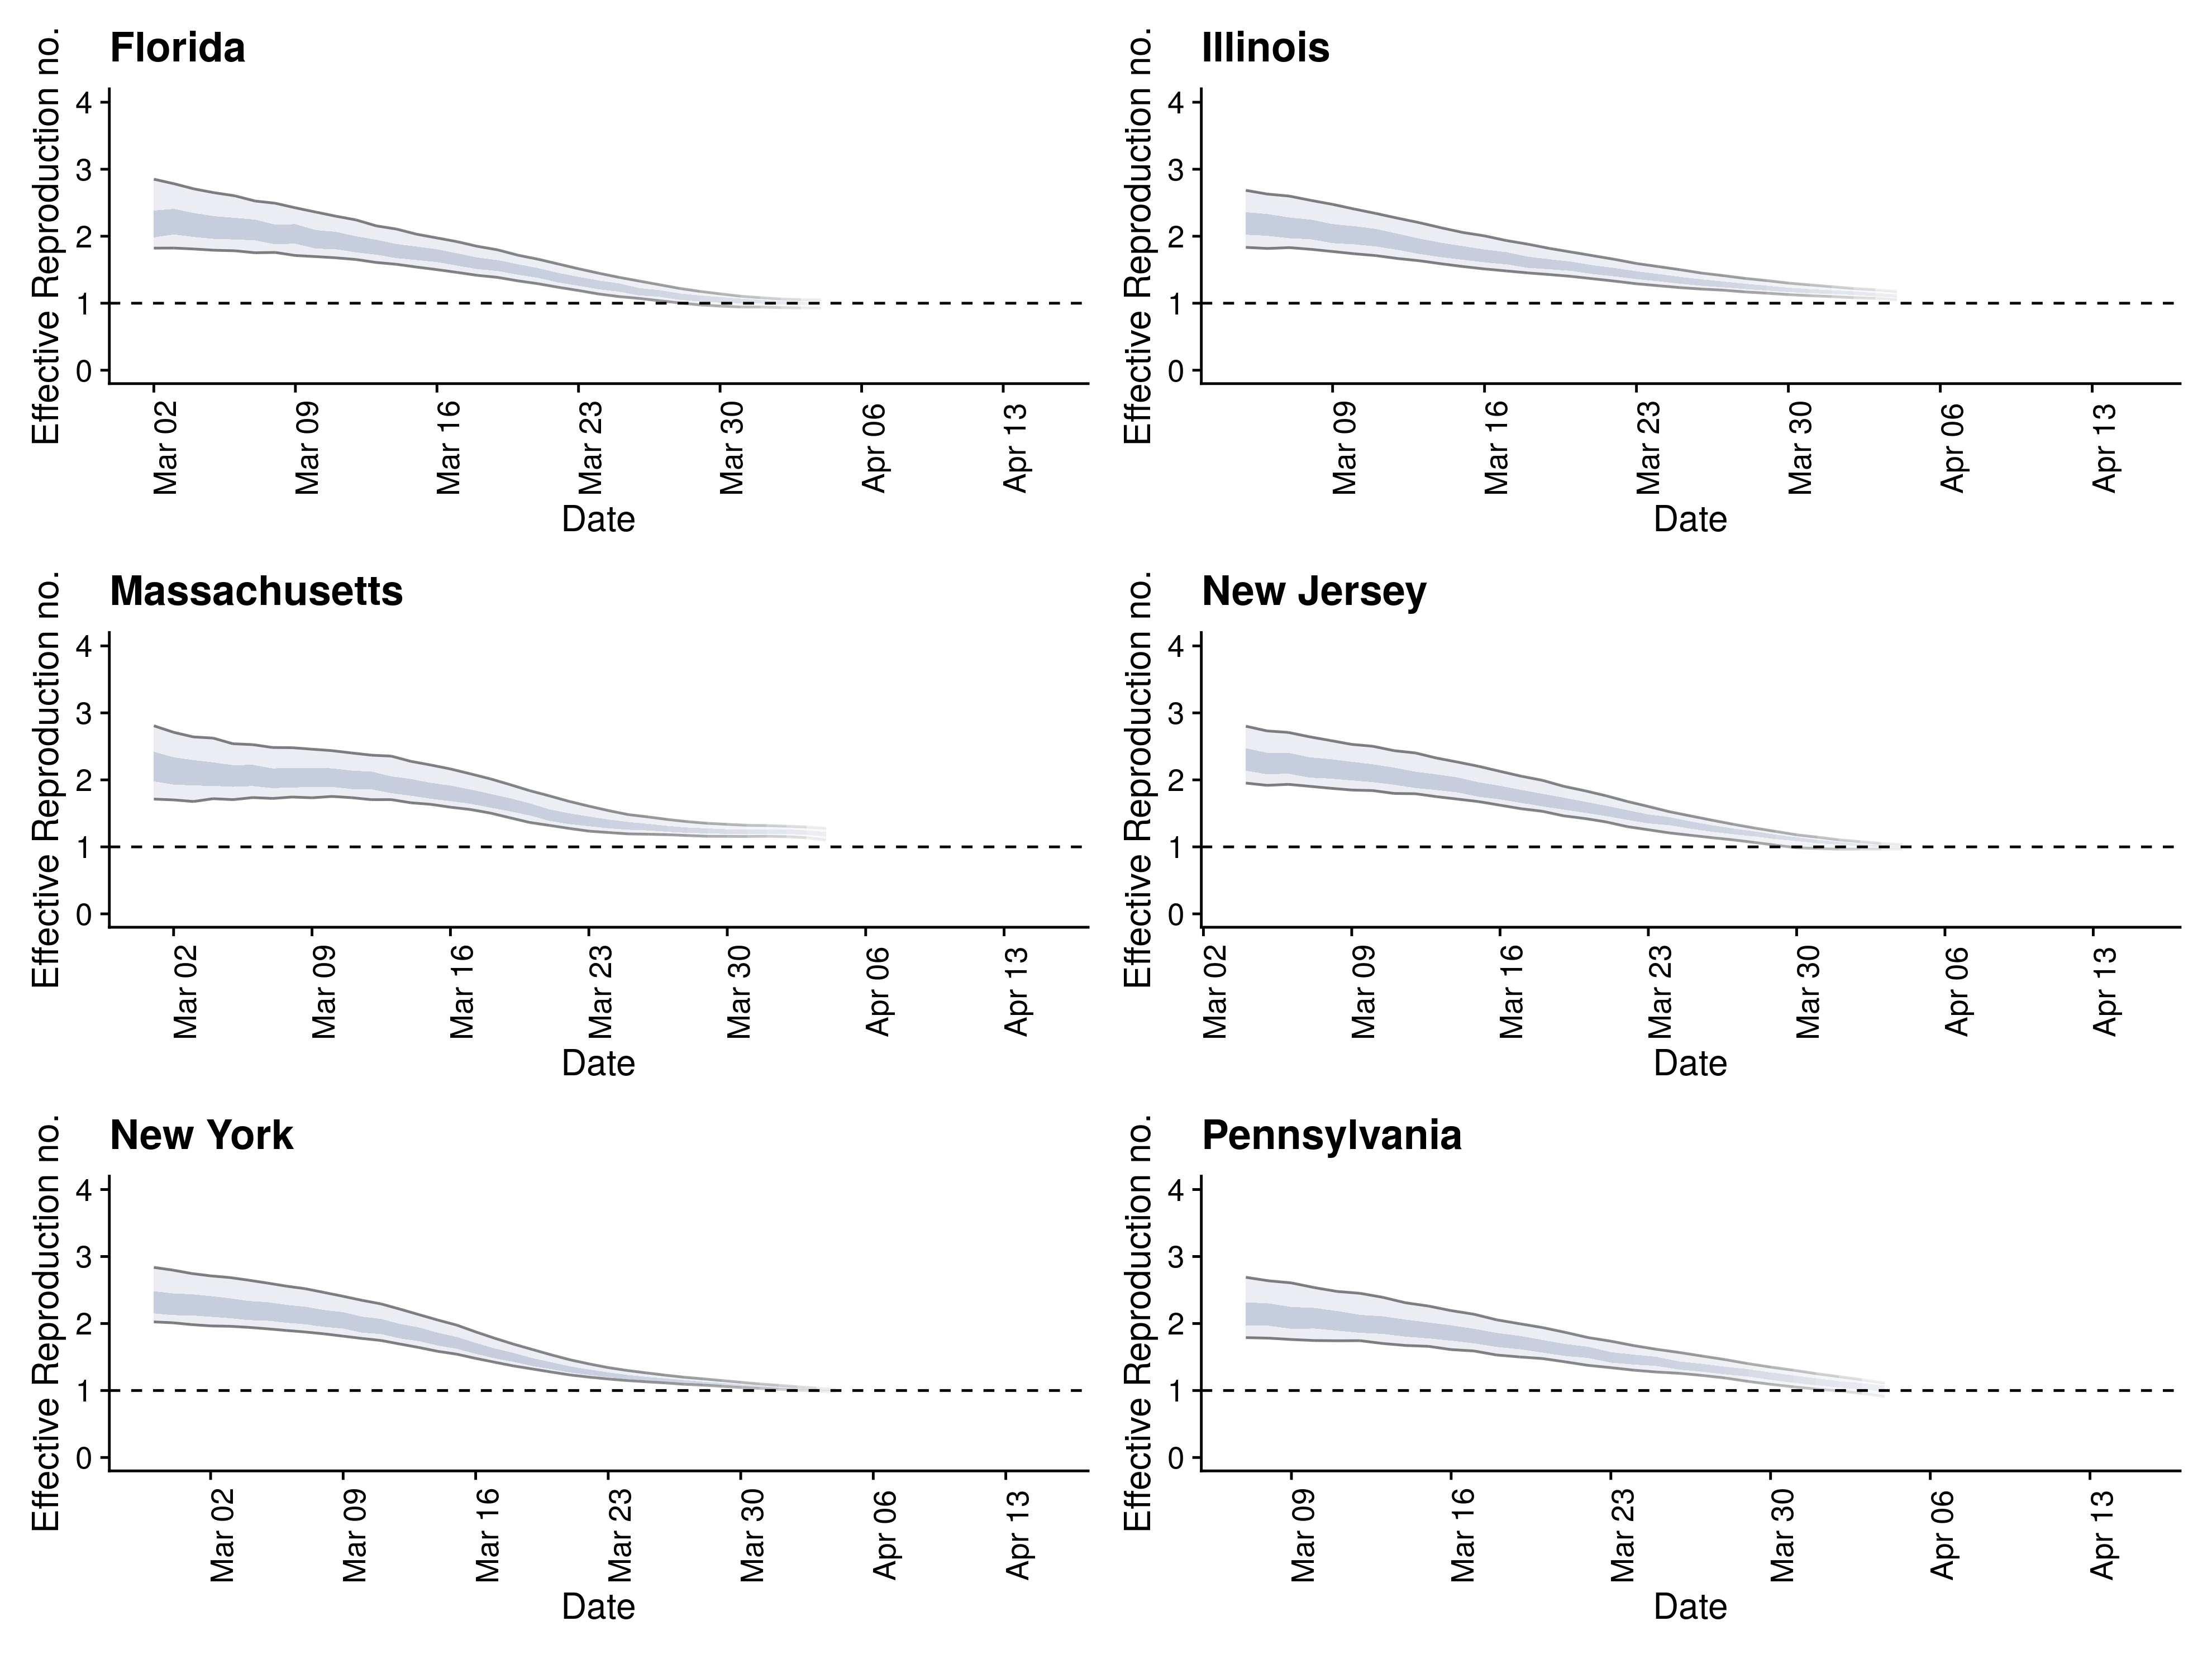 Florida
Effective Reproduction no.
4
3
2
1
0
Mar 02
Mar 09
Mar 16
Mar 23
Mar 30
Apr 06
Apr 13
Date
Illinois
Effective Reproduction no.
4
3
2
1
0
Mar 09
Mar 16
Mar 23
Mar 30
Apr 06
Apr 13
Date
Massachusetts
Effective Reproduction no.
4
3
2
1
0
Mar 02
Mar 09
Mar 16
Mar 23
Mar 30
Apr 06
Apr 13
Date
New Jersey
Effective Reproduction no.
4
3
2
1
0
Mar 02
Mar 09
Mar 16
Mar 23
Mar 30
Apr 06
Apr 13
Date
New York
Effective Reproduction no.
4
3
2
1
0
Mar 02
Mar 09
Mar 16
Mar 23
Mar 30
Apr 06
Apr 13
Date
Pennsylvania
Effective Reproduction no.
4
3
2
1
0
Mar 09
Mar 16
Mar 23
Mar 30
Apr 06
Apr 13
Date